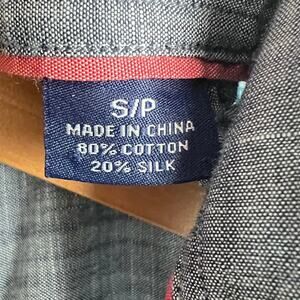 S/P
MADE IN CHINA
80% COTTON
20% SILK